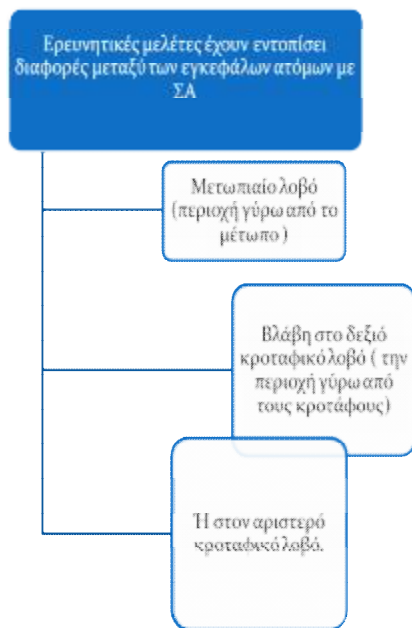 Ερευνητικές μελέτες έχουν εντοπίσει
διαφορές μεταξύ των εγκεφάλων ατόμων με
ΣΑ
Μετωπιαίο λοβό
(περιοχή γύρω από το
μέτωπο )
Βλάβη στο δεξιό
κροταφικό λοβό ( την
περιοχή γύρω από
τους κροτάφους)
Ή στον αριστερό
κροταφικό λοβό.